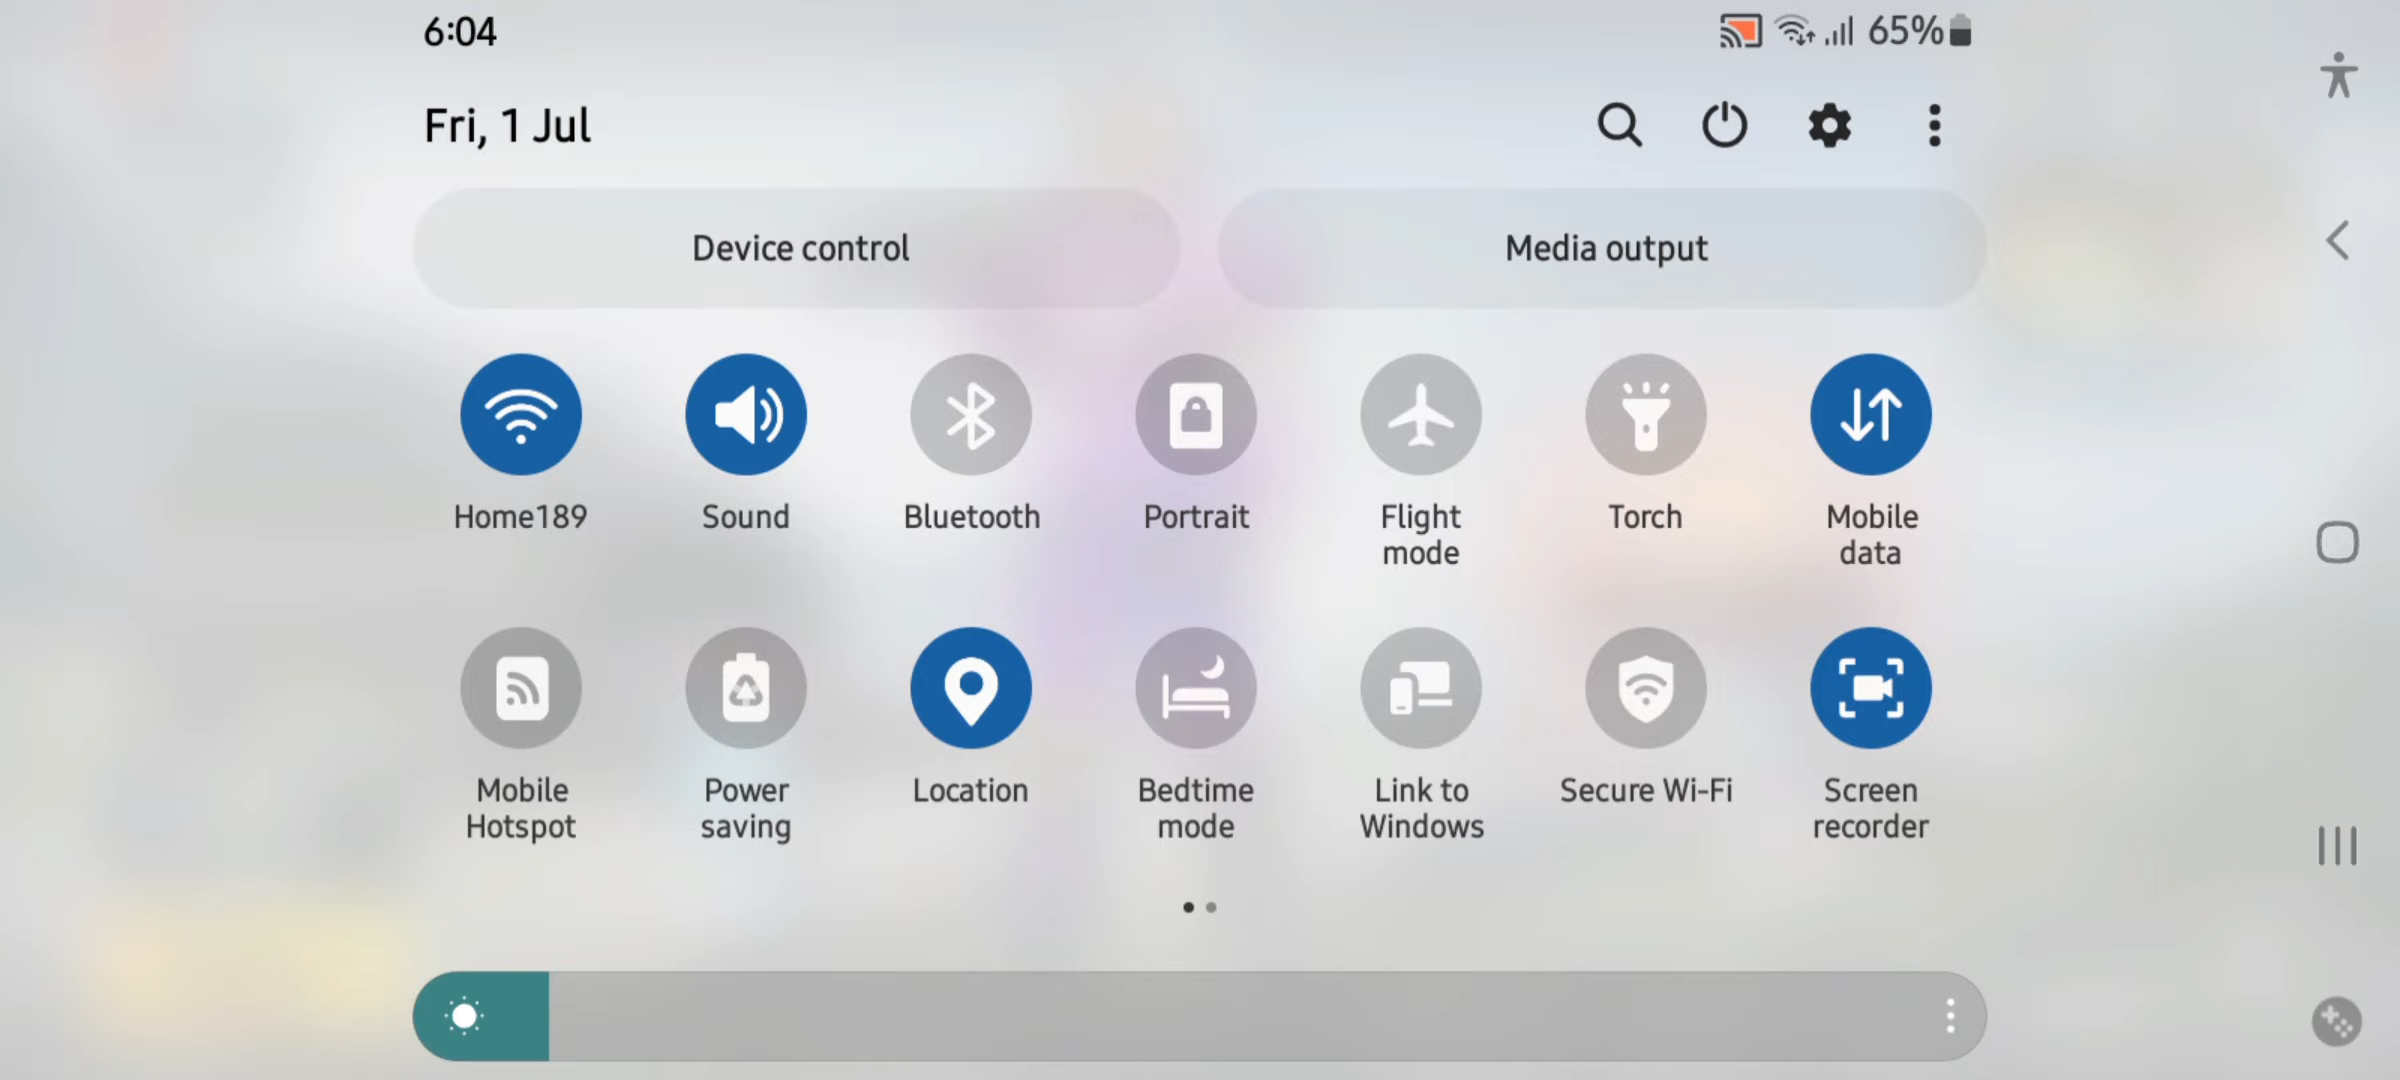 6:04
65%
Fri, 1 Jul
Device control
Media output
Home189
Sound
Bluetooth
Portrait
Flight
mode
Torch
Mobile
data
Mobile
Hotspot
Power
saving
Location
Bedtime
mode
Link to
Windows
Secure Wi-Fi
Screen
recorder